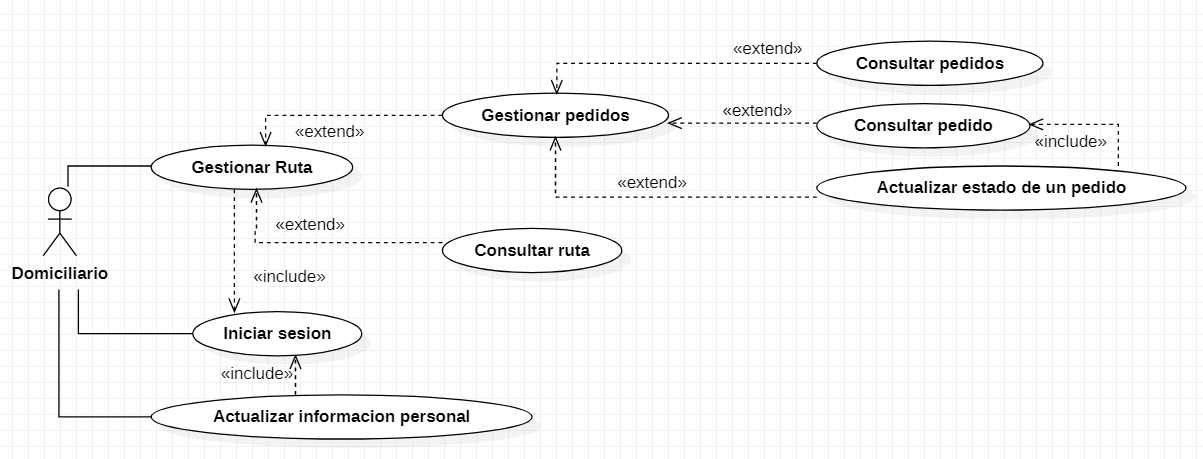 «extend»
Consultar pedidos
Gestionar pedidos
«extend»
Consultar pedido
«extend»
«include»
Gestionar Ruta
«extend»
Actualizar estado de un pedido
«extend»
Consultar ruta
Domiciliario
«include»
Iniciar sesion
«include»
Actualizar informacion personal